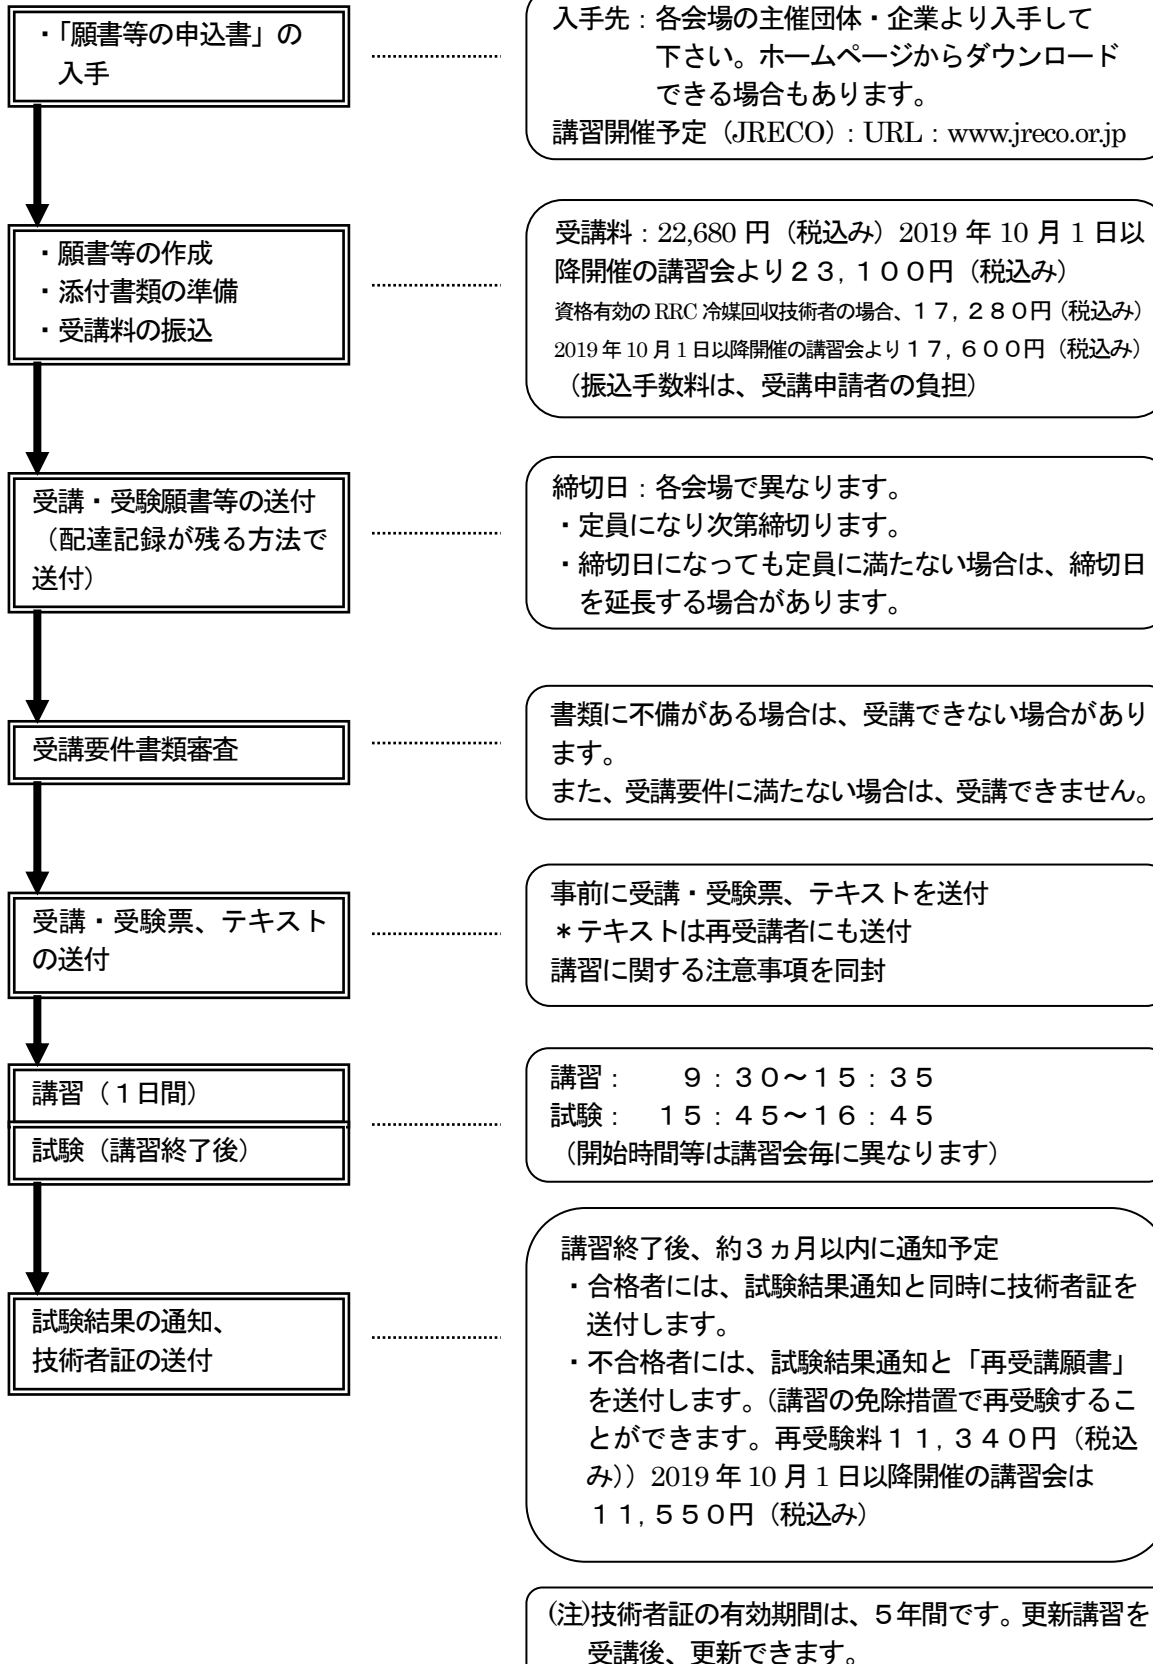 ・「願書等の申込書」の
入手
入手先：各会場の主催団体・企業より入手して
下さい。ホームページからダウンロード
できる場合もあります。
講習開催予定（JRECO）：URL：www.jreco.or.jp
・願書等の作成
・添付書類の準備
・受講料の振込
受講料：22,680 円（税込み）2019 年 10 月 1 日以
降開催の講習会より２３，１００円（税込み）
資格有効の RRC 冷媒回収技術者の場合、１７，２８０円（税込み）
2019 年 10 月 1 日以降開催の講習会より１７，６００円（税込み）
（振込手数料は、受講申請者の負担）
受講・受験願書等の送付
（配達記録が残る方法で
送付）
締切日：各会場で異なります。
・定員になり次第締切ります。
・締切日になっても定員に満たない場合は、締切日
を延長する場合があります。
受講要件書類審査
書類に不備がある場合は、受講できない場合があり
ます。
また、受講要件に満たない場合は、受講できません。
受講・受験票、テキスト
の送付
事前に受講・受験票、テキストを送付
＊テキストは再受講者にも送付
講習に関する注意事項を同封
講習（１日間）
試験（講習終了後）
講習：　９：３０～１５：３５
試験：　１５：４５～１６：４５
（開始時間等は講習会毎に異なります）
試験結果の通知、
技術者証の送付
講習終了後、約３ヵ月以内に通知予定
・合格者には、試験結果通知と同時に技術者証を
送付します。
・不合格者には、試験結果通知と「再受講願書」
を送付します。（講習の免除措置で再受験するこ
とができます。再受験料１１，３４０円（税込
み））2019 年 10 月 1 日以降開催の講習会は
１１，５５０円（税込み）
(注)技術者証の有効期間は、５年間です。更新講習を
受講後、更新できます。